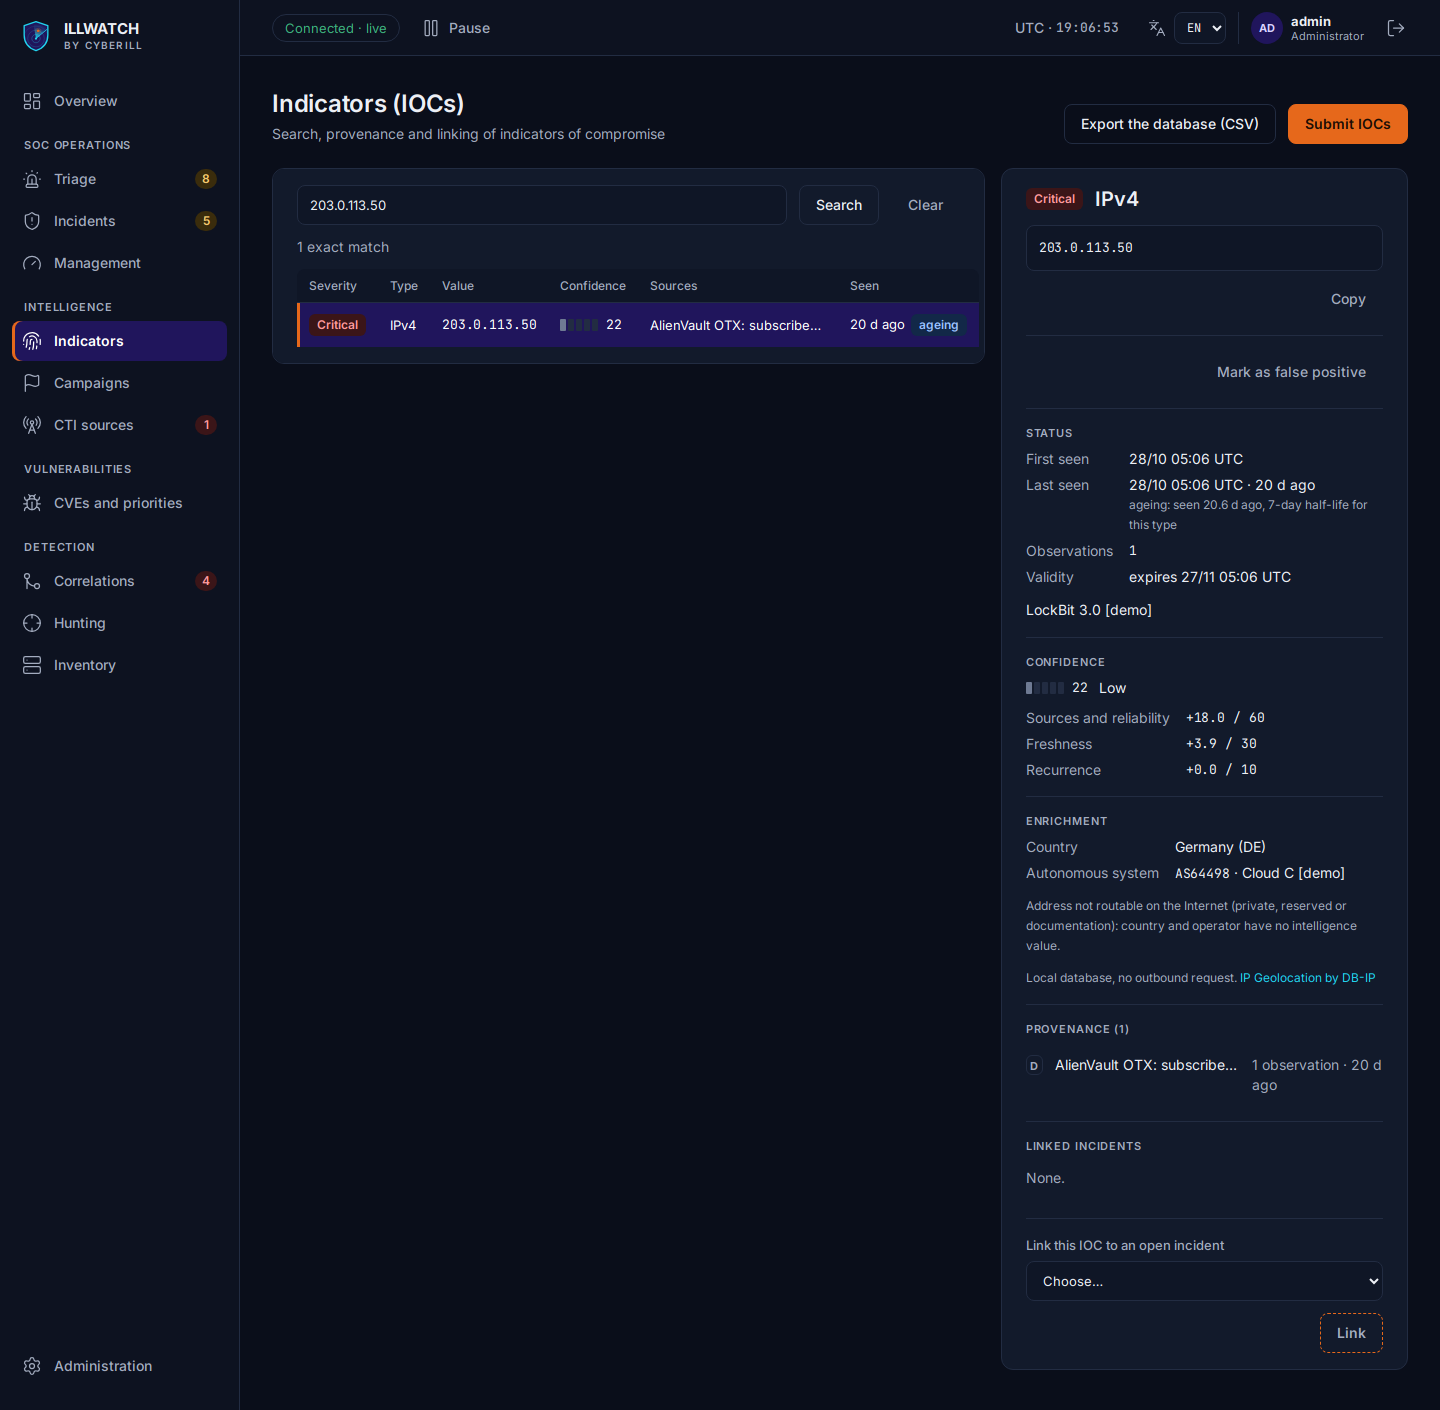 ILLWATCH
BY CYBERILL
Overview
SOC OPERATIONS
Triage 8
Incidents 5
Management
INTELLIGENCE
Indicators
Campaigns
CTI sources 1
VULNERABILITIES
CVEs and priorities
DETECTION
Correlations 4
Hunting
Inventory
Administration
Connected · live
Pause
UTC · 19:06:53
EN
AD
admin
Administrator
Indicators (IOCs)
Search, provenance and linking of indicators of compromise
Export the database (CSV)
Submit IOCs
203.0.113.50
Search
Clear
1 exact match
Severity Type Value Confidence Sources Seen
Critical IPv4 203.0.113.50 22 AlienVault OTX: subscribe... 20 d ago ageing
Critical IPv4
203.0.113.50
Copy
Mark as false positive
STATUS
First seen 28/10 05:06 UTC
Last seen 28/10 05:06 UTC · 20 d ago
ageing: seen 20.6 d ago, 7-day half-life for
this type
Observations 1
Validity expires 27/11 05:06 UTC
LockBit 3.0 [demo]
CONFIDENCE
22 Low
Sources and reliability +18.0 / 60
Freshness +3.9 / 30
Recurrence +0.0 / 10
ENRICHMENT
Country Germany (DE)
Autonomous system AS64498 · Cloud C [demo]
Address not routable on the Internet (private, reserved or
documentation): country and operator have no intelligence
value.
Local database, no outbound request. IP Geolocation by DB-IP
PROVENANCE (1)
D AlienVault OTX: subscribe... 1 observation · 20 d
ago
LINKED INCIDENTS
None.
Link this IOC to an open incident
Choose...
Link